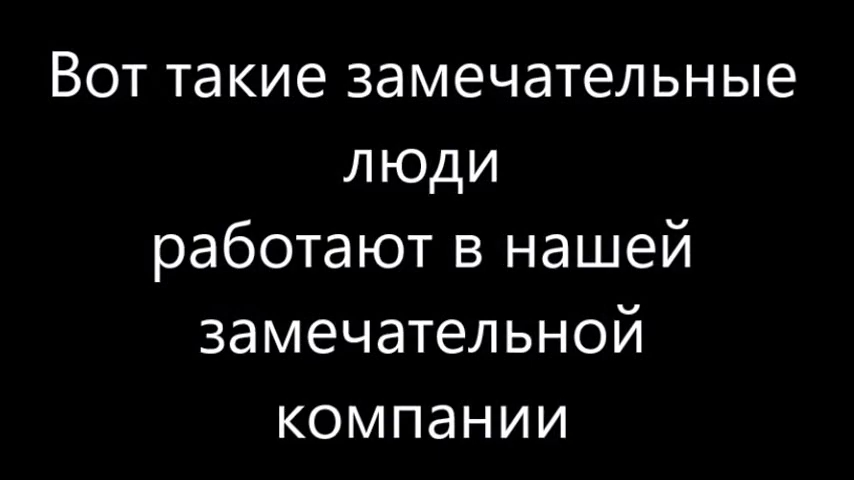 Вот такие замечательные
люди
работают в нашей
замечательной
компании